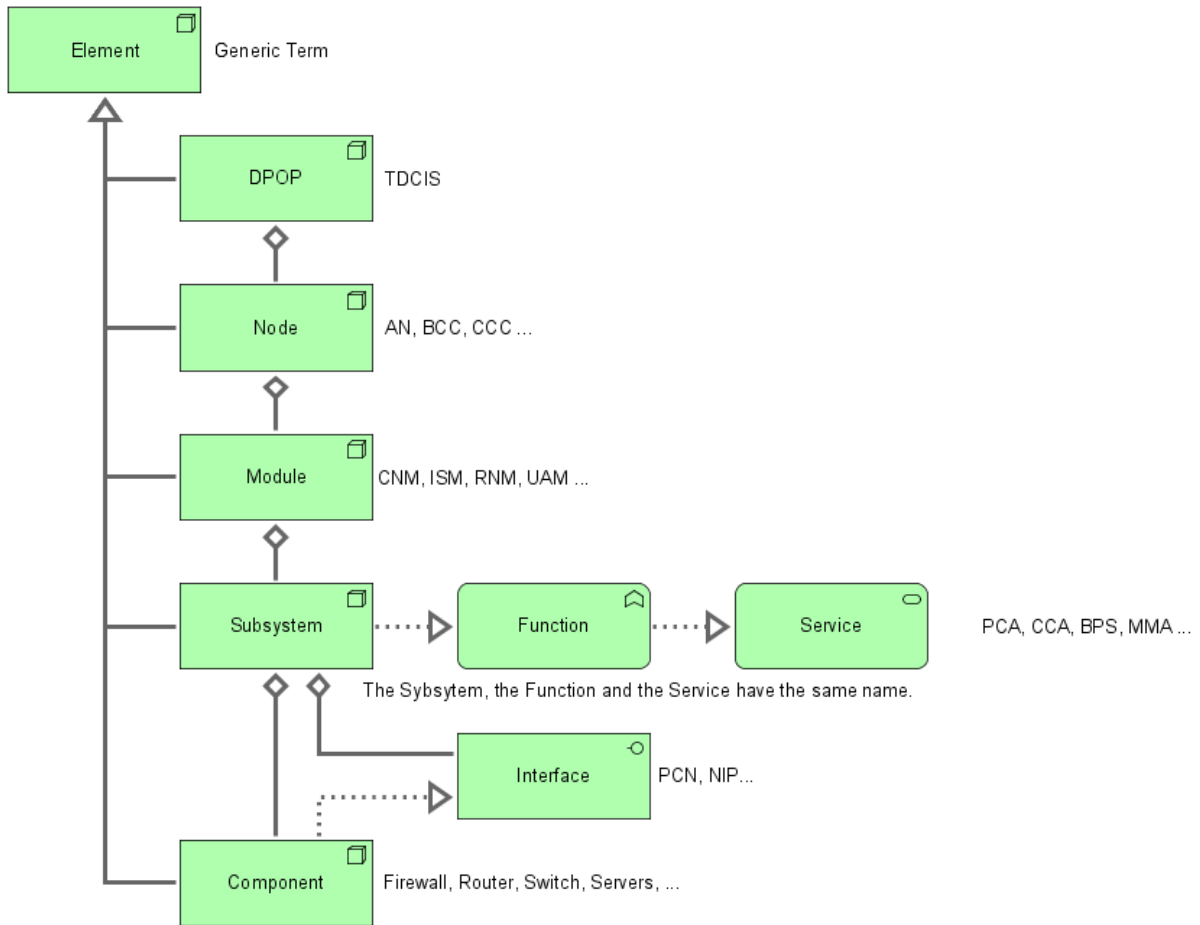 Element
Generic Term
DPOP
TDCIS
Node
AN, BCC, CCC ...
Module
CNM, ISM, RNM, UAM ...
Subsystem
Function
Service
PCA, CCA, BPS, MMA ...
The Sybsytem, the Function and the Service have the same name.
Interface
PCN, NIP...
Component
Firewall, Router, Switch, Servers, ...